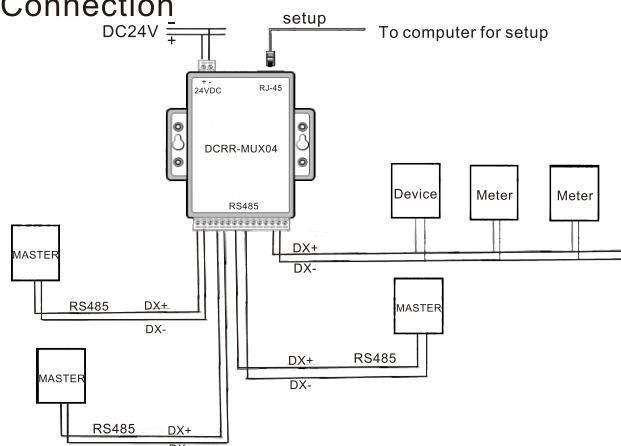 Connection
DC24V
-
+
setup
To computer for setup
+ -
24VDC
RJ-45
DCRR-MUX04
RS485
Device
Meter
Meter
DX+
DX-
MASTER
RS485
DX+
DX-
MASTER
DX+
RS485
DX-
MASTER
RS485
DX+